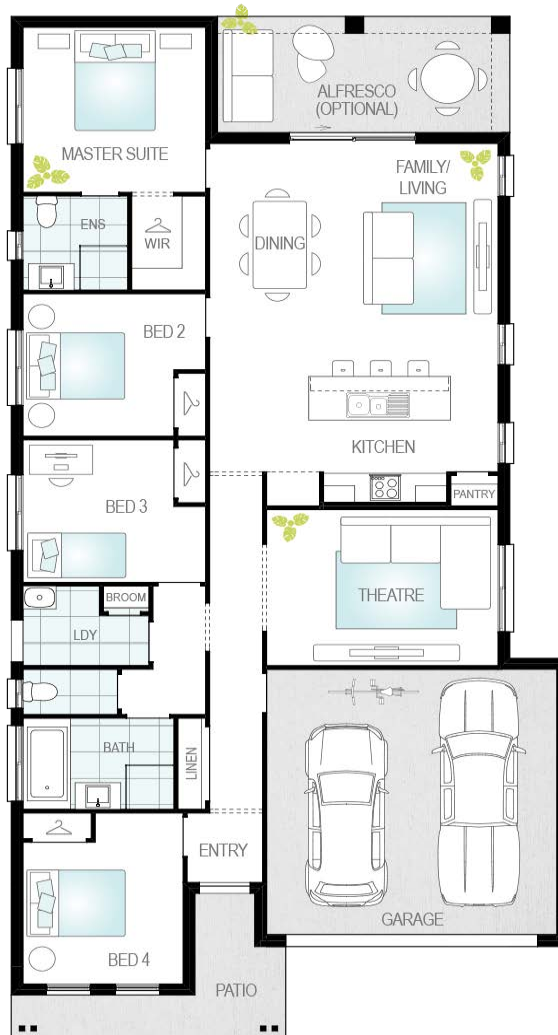 ALFRESCO
(OPTIONAL)
MASTER SUITE
FAMILY/
LIVING
ENS
WIR
DINING
BED 2
KITCHEN
PANTRY
BED 3
THEATRE
BROOM
LDY
BATH
LINEN
ENTRY
GARAGE
BED 4
PATIO